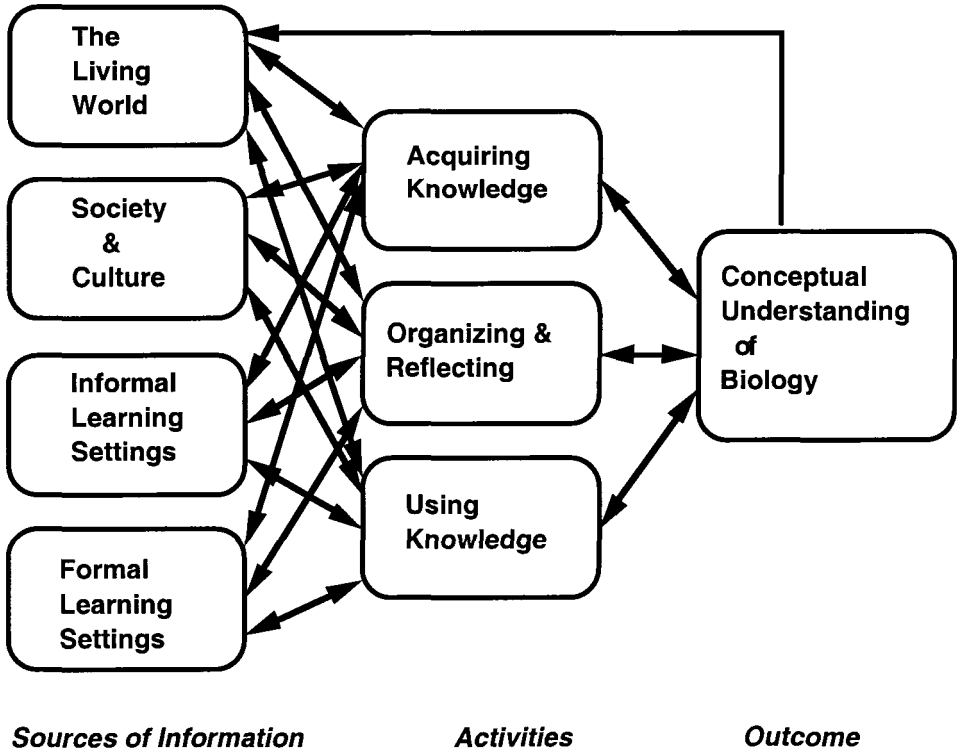 The
Living
World
Society
&
Culture
Informal
Learning
Settings
Formal
Learning
Settings
Acquiring
Knowledge
Organizing &
Reflecting
Using
Knowledge
Conceptual
Understanding
of
Biology
Sources of Information
Activities
Outcome